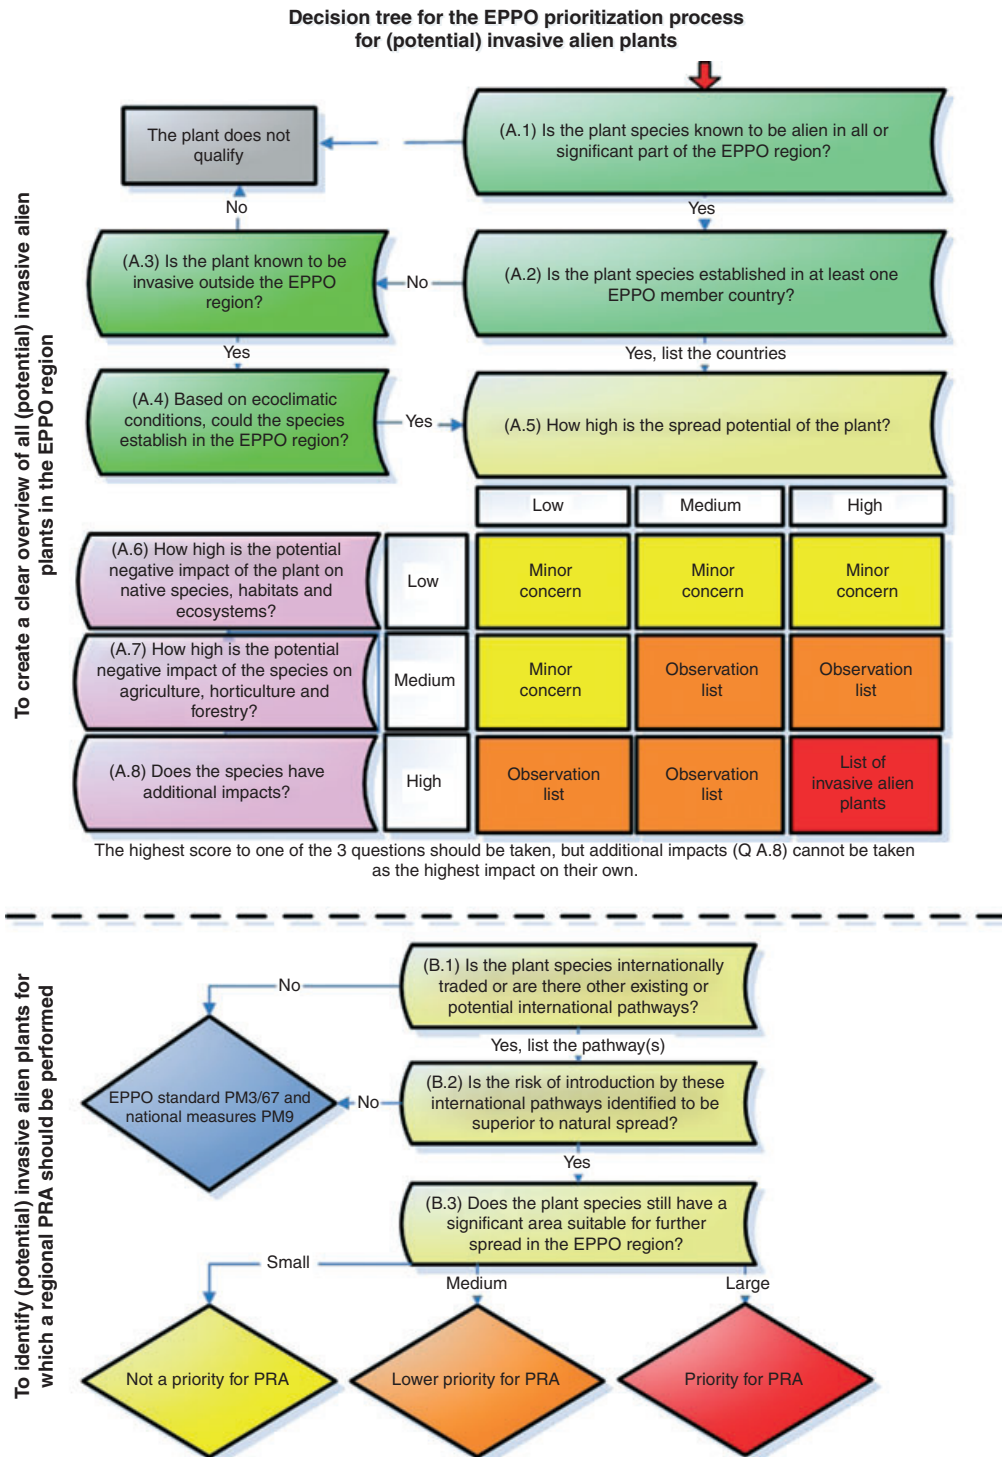 Decision tree for the EPPO prioritization process
for (potential) invasive alien plants
To create a clear overview of all (potential) invasive alien
plants in the EPPO region
The plant does not
qualify
(A.1) Is the plant species known to be alien in all or
significant part of the EPPO region?
No
Yes
(A.3) Is the plant known to be
invasive outside the EPPO
region?
No
(A.2) Is the plant species established in at least one
EPPO member country?
Yes
Yes, list the countries
(A.4) Based on ecoclimatic
conditions, could the species
establish in the EPPO region?
Yes
(A.5) How high is the spread potential of the plant?
Low
Medium
High
(A.6) How high is the potential
negative impact of the plant on
native species, habitats and
ecosystems?
Low
Minor
concern
Minor
concern
Minor
concern
(A.7) How high is the potential
negative impact of the species on
agriculture, horticulture and
forestry?
Medium
Minor
concern
Observation
list
Observation
list
(A.8) Does the species have
additional impacts?
High
Observation
list
Observation
list
List of
invasive alien
plants
The highest score to one of the 3 questions should be taken, but additional impacts (Q A.8) cannot be taken
as the highest impact on their own.
To identify (potential) invasive alien plants for
which a regional PRA should be performed
(B.1) Is the plant species internationally
traded or are there other existing or
potential international pathways?
No
Yes, list the pathway(s)
EPPO standard PM3/67 and
national measures PM9
No
(B.2) Is the risk of introduction by these
international pathways identified to be
superior to natural spread?
Yes
(B.3) Does the plant species still have a
significant area suitable for further
spread in the EPPO region?
Small
Medium
Large
Not a priority for PRA
Lower priority for PRA
Priority for PRA